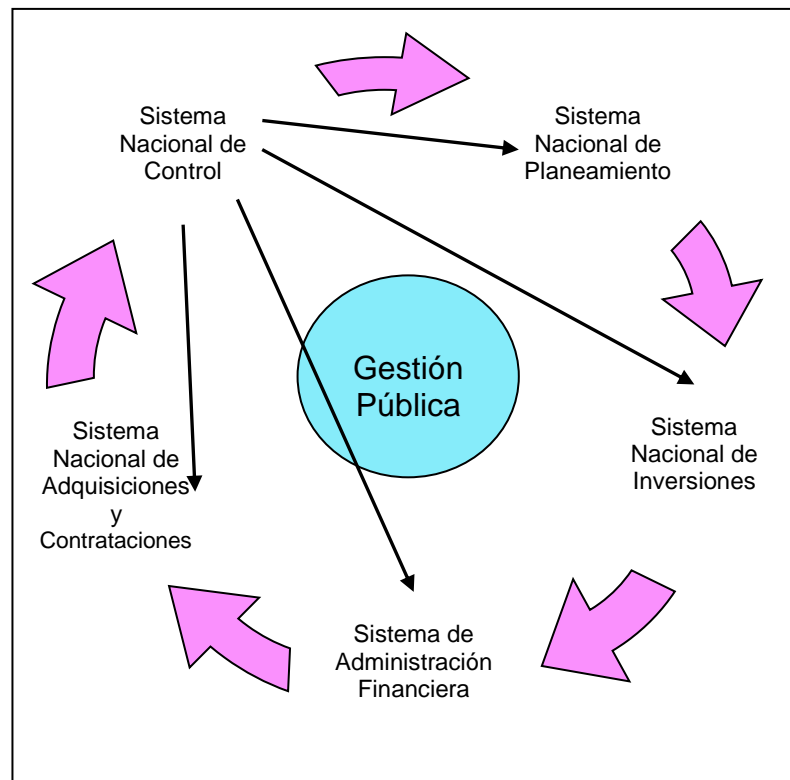 Sistema
Nacional de
Control
Sistema
Nacional de
Planeamiento
Gestión
Pública
Sistema
Nacional de
Inversiones
Sistema
Nacional de
Adquisiciones
y
Contrataciones
Sistema de
Administración
Financiera